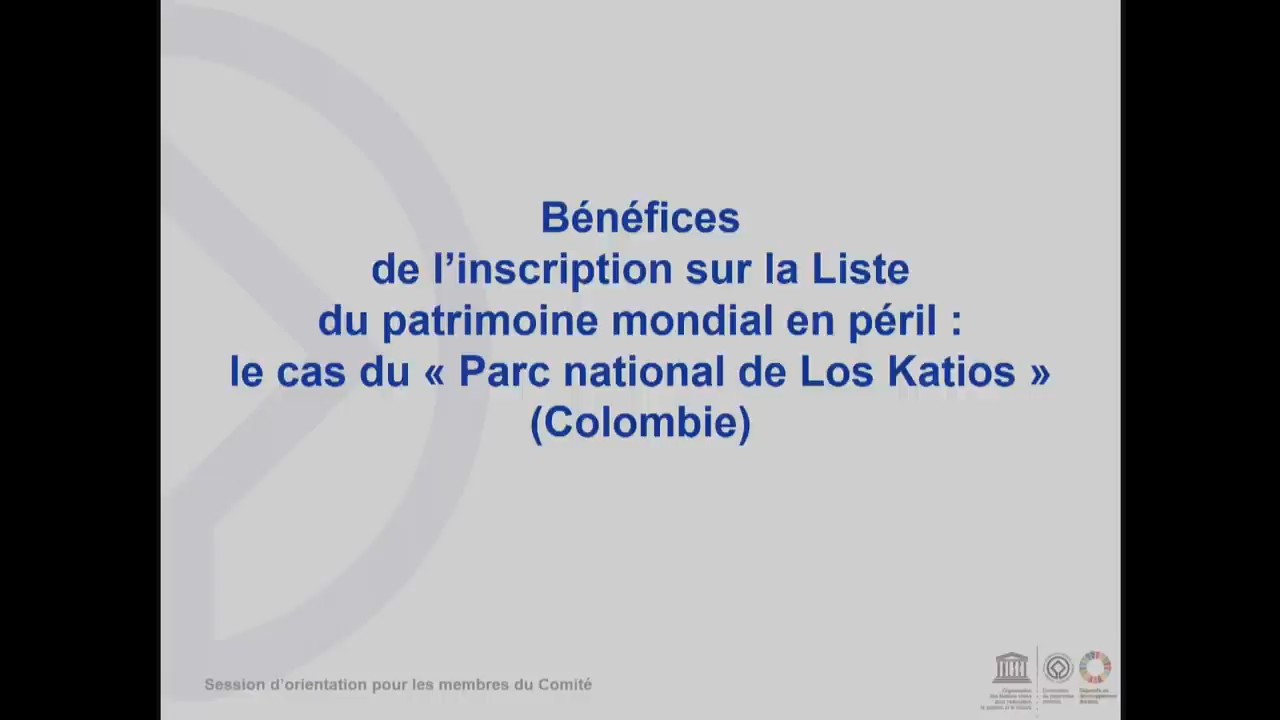 Bénéfices
de l’inscription sur la Liste
du patrimoine mondial en péril :
le cas du « Parc national de Los Katios »
(Colombie)
Session d’orientation pour les membres du Comité